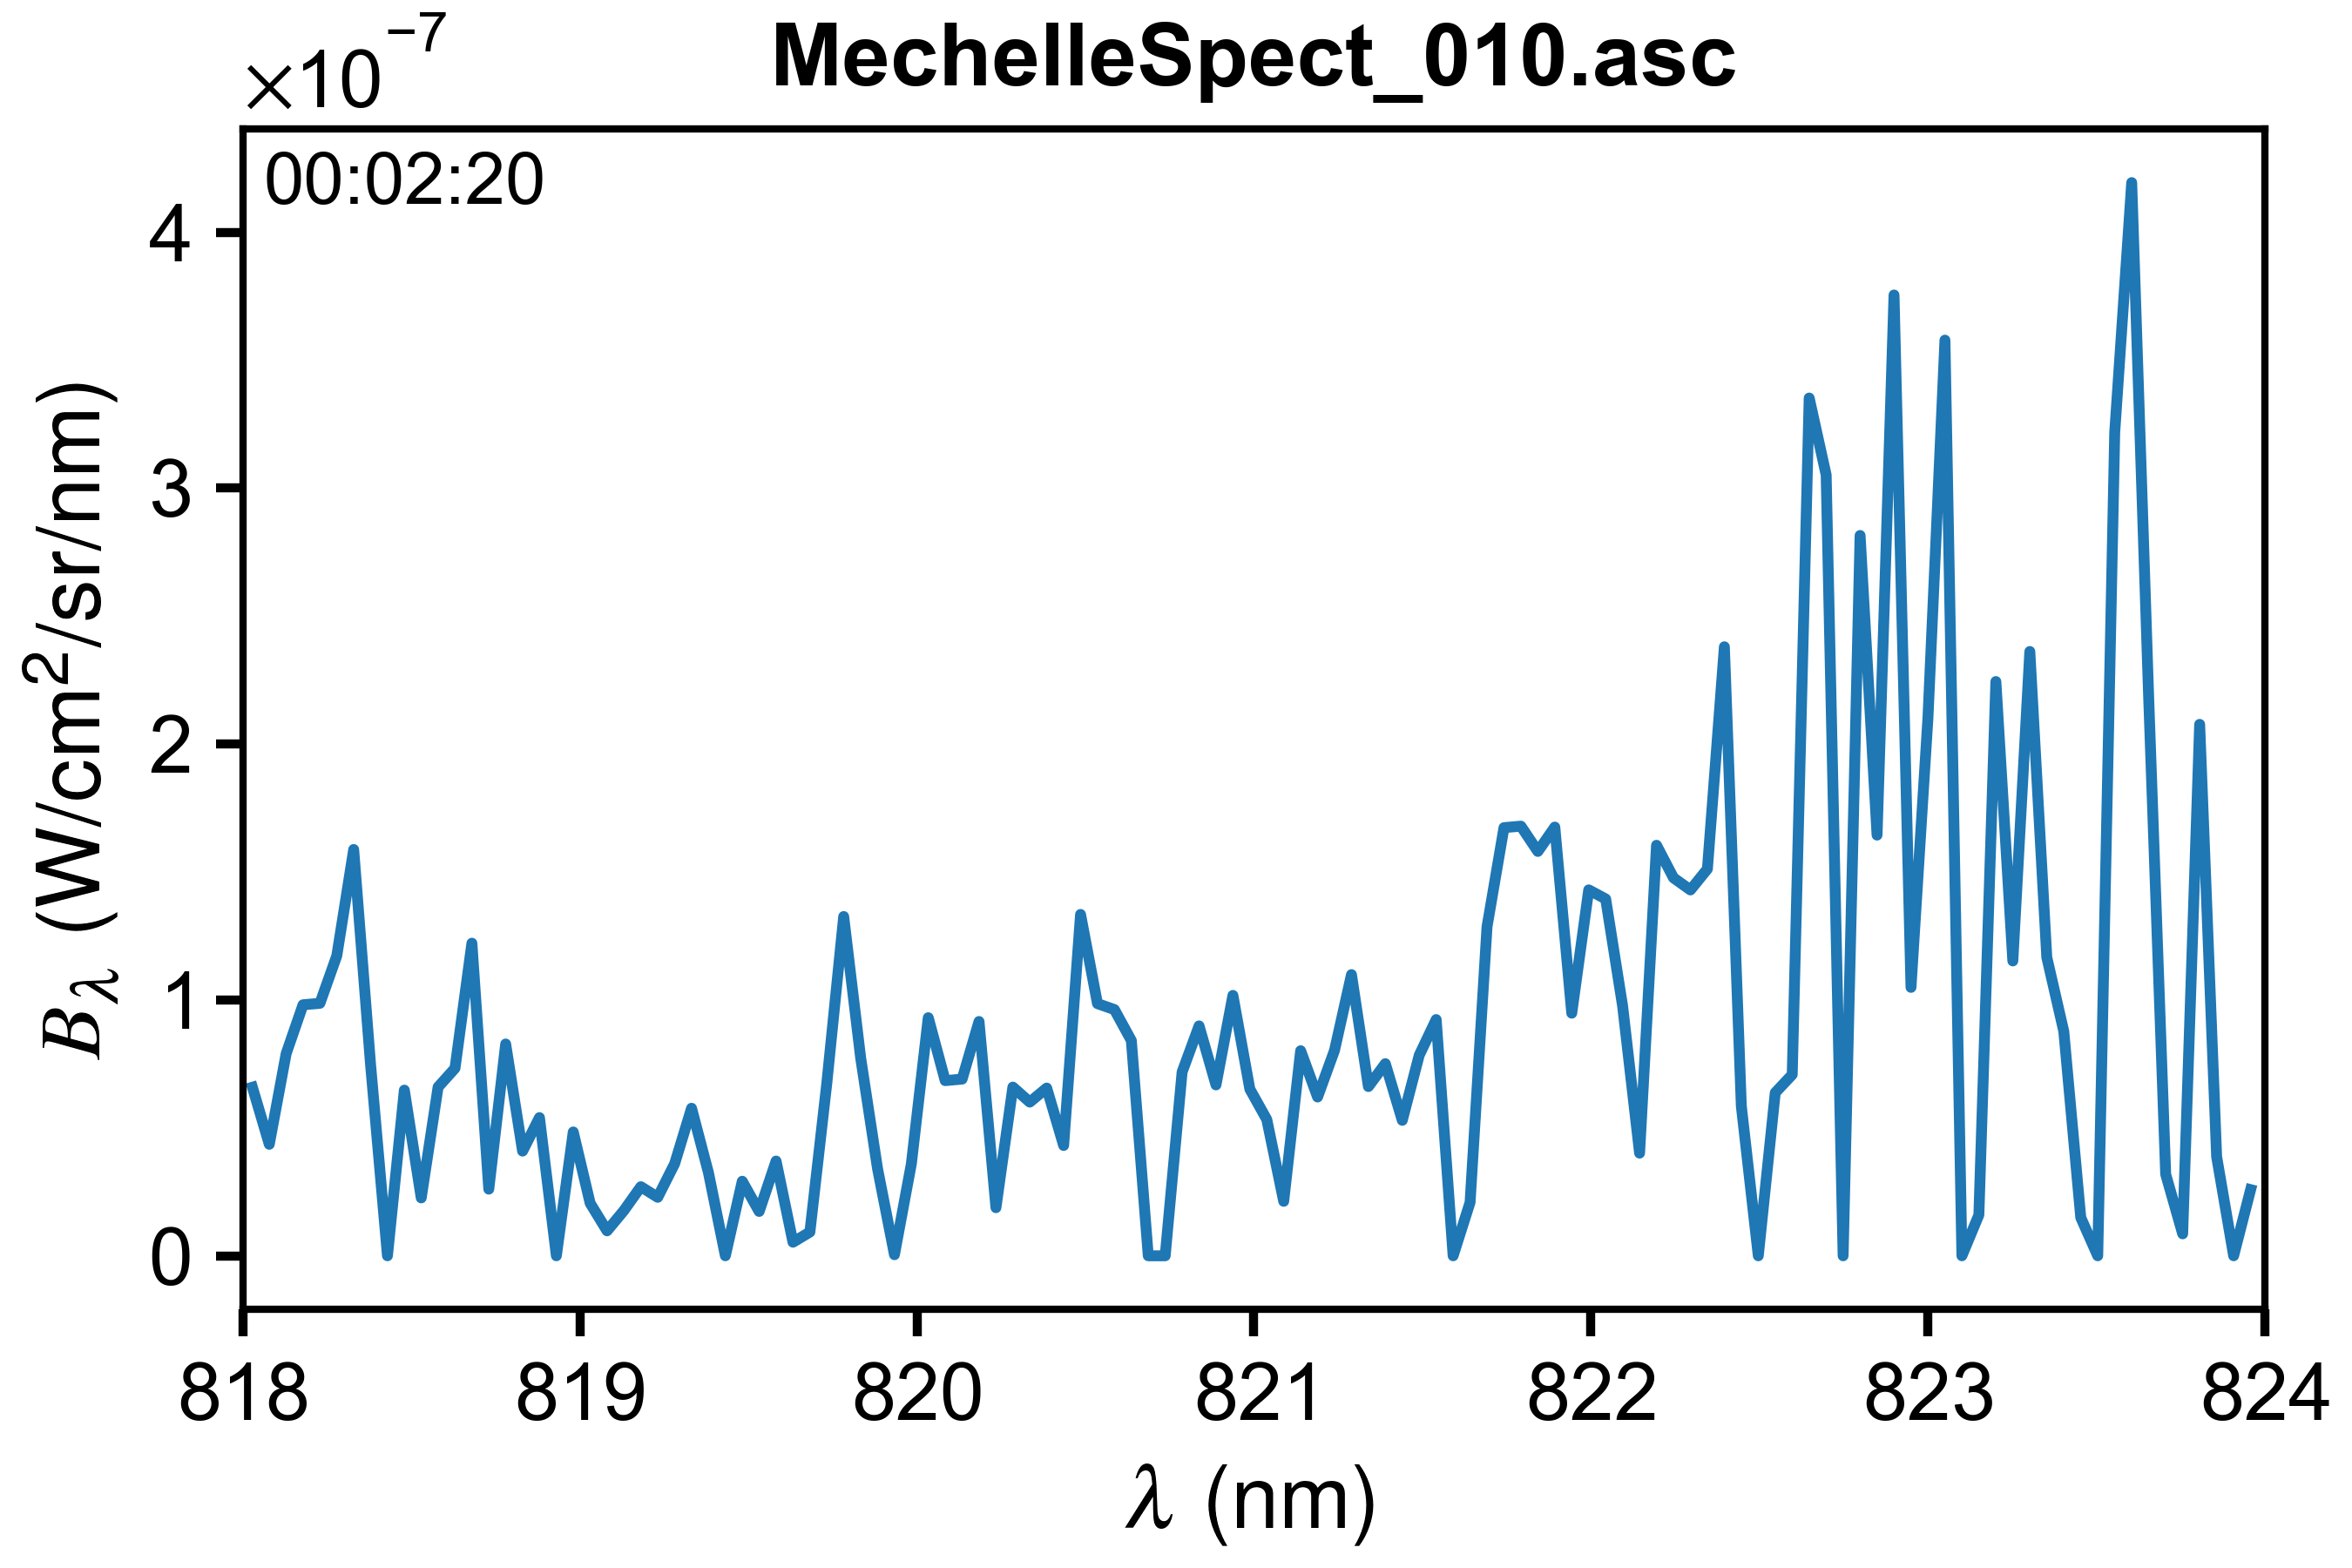 MechelleSpect_010.asc
×10⁻⁷
00:02:20
4
3
2
1
0
B_λ (W/cm²/sr/nm)
818 819 820 821 822 823 824
λ (nm)